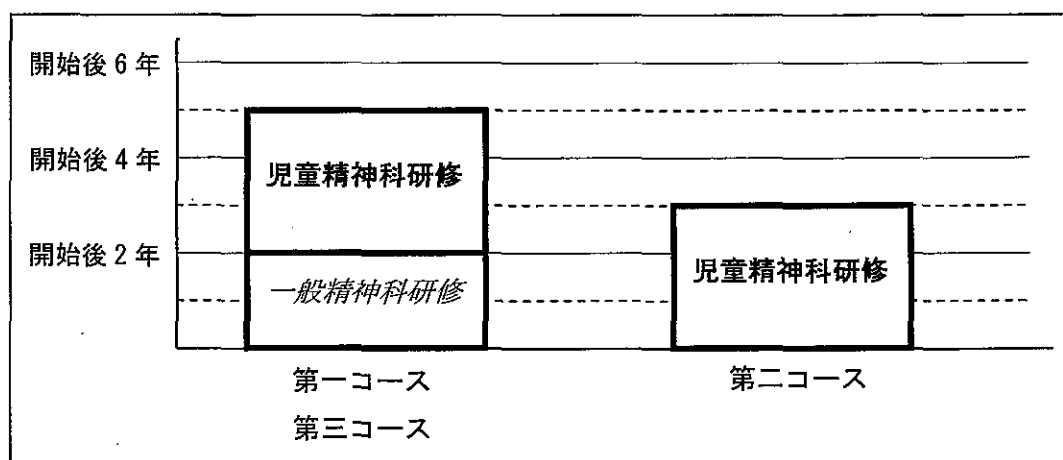 開始後６年
開始後４年
児童精神科研修
開始後２年
児童精神科研修
一般精神科研修
第一コース
第二コース
第三コース